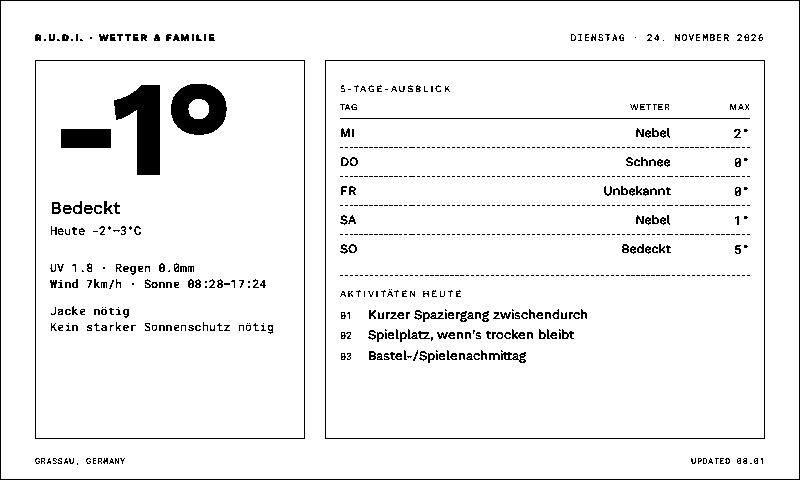 R.U.D.I. · WETTER & FAMILIE
DIENSTAG · 24. NOVEMBER 2026
-1°
Bedeckt
Heute -2°–3°C
UV 1.8 · Regen 0.0mm
Wind 7km/h · Sonne 08:28–17:24
Jacke nötig
Kein starker Sonnenschutz nötig
5-TAGE-AUSBLICK
TAG WETTER MAX
MI Nebel 2°
DO Schnee 0°
FR Unbekannt 0°
SA Nebel 1°
SO Bedeckt 5°
AKTIVITÄTEN HEUTE
01 Kurzer Spaziergang zwischendurch
02 Spielplatz, wenn's trocken bleibt
03 Bastel-/Spielenachmittag
GRASSAU, GERMANY
UPDATED 08.01